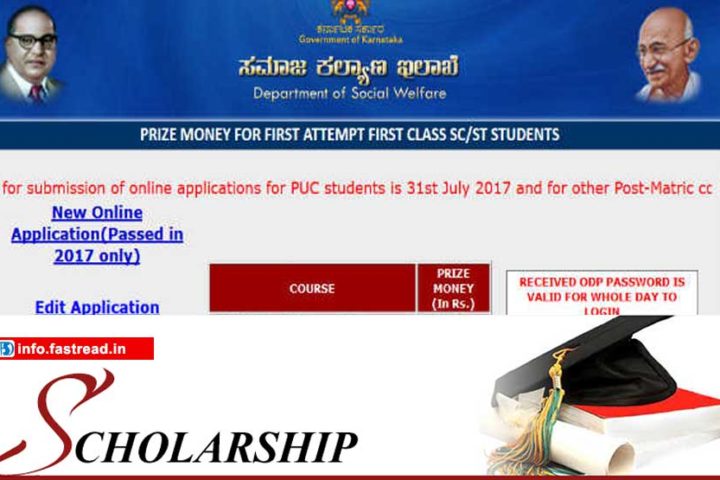 ಕರ್ನಾಟಕ ಸರ್ಕಾರ
Government of Karnataka
ಸಮಾಜ ಕಲ್ಯಾಣ ಇಲಾಖೆ
Department of Social Welfare
PRIZE MONEY FOR FIRST ATTEMPT FIRST CLASS SC/ST STUDENTS
for submission of online applications for PUC students is 31st July 2017 and for other Post-Matric
New Online
Application(Passed in
2017 only)
Edit Application
COURSE
PRIZE
MONEY
(In Rs.)
RECEIVED ODP PASSWORD IS
VALID FOR WHOLE DAY TO
LOGIN
info.fastread.in
SCHOLARSHIP